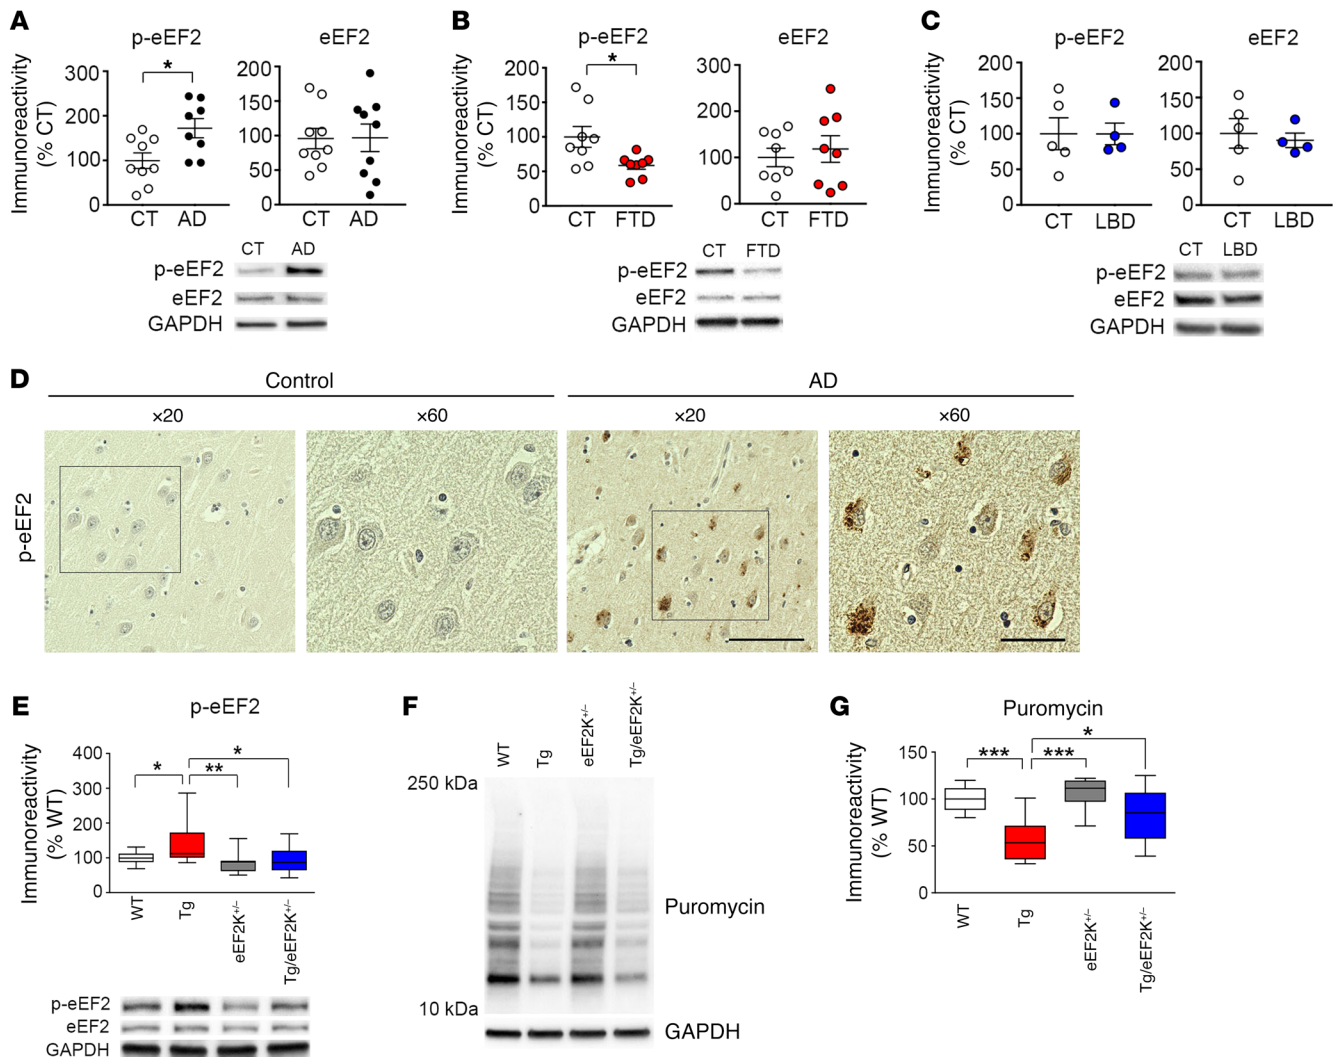 A
p-eEF2
eEF2
Immunoreactivity
(% CT)
*
300
200
100
0
CT AD
200
150
100
50
0
CT AD
CT AD
p-eEF2
eEF2
GAPDH
B
p-eEF2
eEF2
Immunoreactivity
(% CT)
*
200
150
100
50
0
CT FTD
300
200
100
0
CT FTD
CT FTD
p-eEF2
eEF2
GAPDH
C
p-eEF2
eEF2
Immunoreactivity
(% CT)
200
150
100
50
0
CT LBD
200
150
100
50
0
CT LBD
CT LBD
p-eEF2
eEF2
GAPDH
D
Control
AD
×20
×60
×20
×60
p-eEF2
E
p-eEF2
Immunoreactivity
(% WT)
400
300
200
100
0
*
**
*
WT
Tg
eEF2K+/–
Tg/eEF2K+/–
p-eEF2
eEF2
GAPDH
F
WT
Tg
eEF2K+/–
Tg/eEF2K+/–
250 kDa
Puromycin
10 kDa
GAPDH
G
Puromycin
Immunoreactivity
(% WT)
150
100
50
0
***
***
*
WT
Tg
eEF2K+/–
Tg/eEF2K+/–